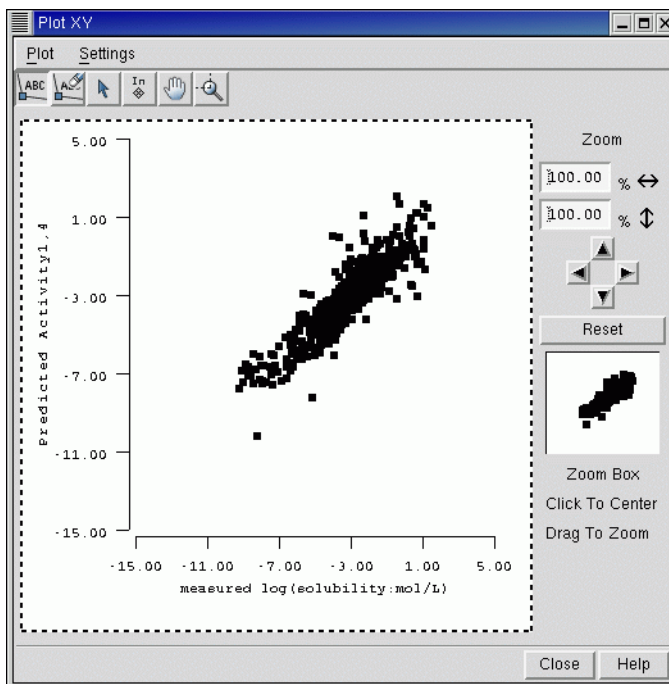 Plot XY
Plot Settings
ABC ABC In
Zoom
100.00 %
100.00 %
Reset
Zoom Box
Click To Center
Drag To Zoom
Predicted Activity1,4
5.00
1.00
-3.00
-7.00
-11.00
-15.00
-15.00 -11.00 -7.00 -3.00 1.00 5.00
measured log(solubility:mol/L)
Close Help